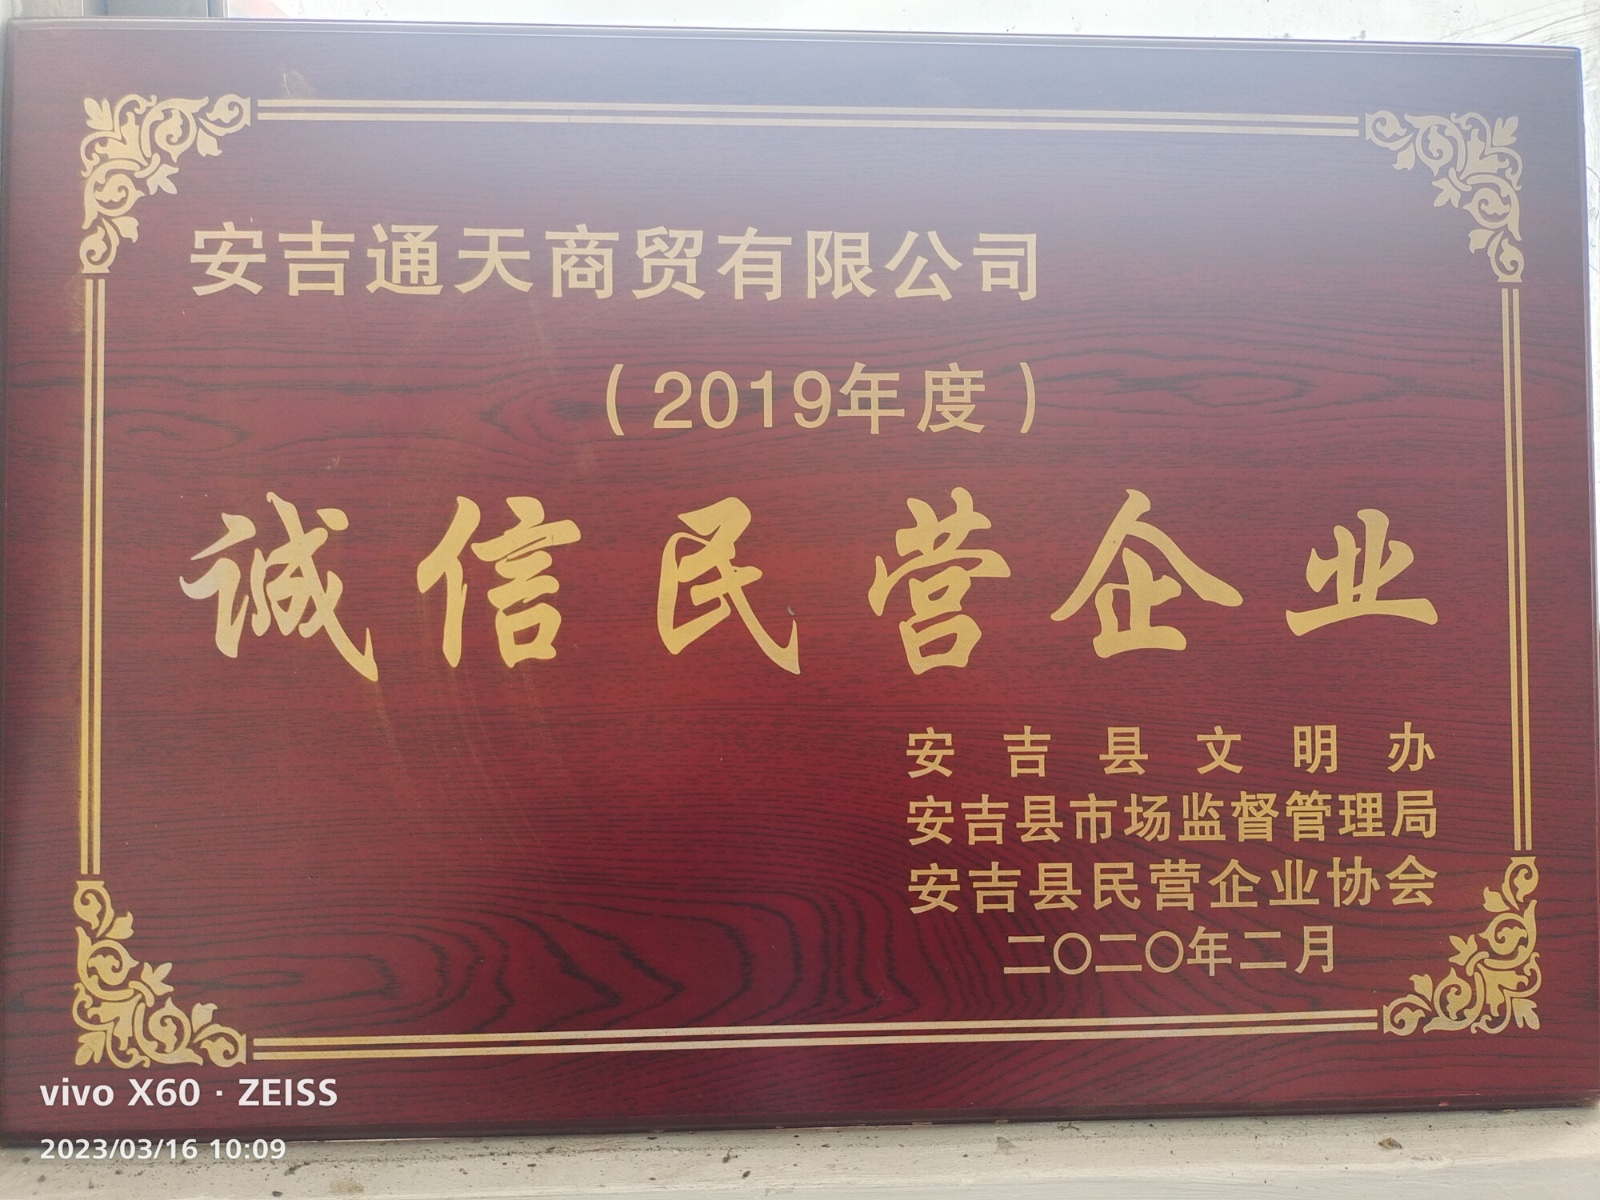 安吉通天商贸有限公司
（2019年度）
诚信民营企业
安吉县文明办
安吉县市场监督管理局
安吉县民营企业协会
二〇二〇年二月
vivo X60 · ZEISS
2023/03/16 10:09